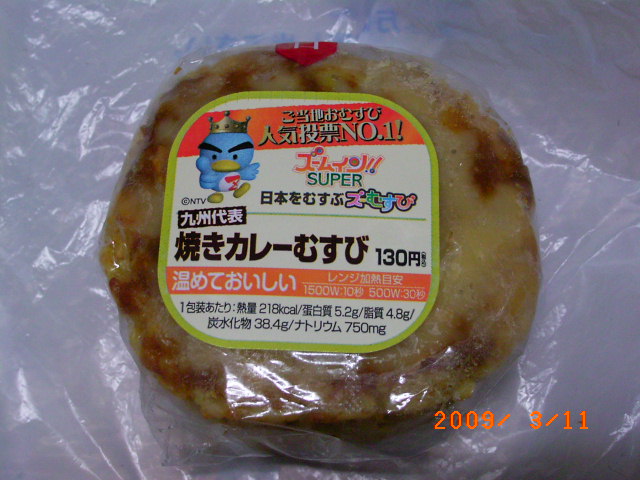 ご当地おむすび
人気投票NO.1!
ズームイン!!
SUPER
日本をむすぶズームすび
©NTV
九州代表
焼きカレーむすび 130円(税込)
温めておいしい
レンジ加熱目安
1500W:10秒 500W:30秒
1包装あたり:熱量 218kcal/蛋白質 5.2g/脂質 4.8g/
炭水化物 38.4g/ナトリウム 750mg
2009/ 3/11